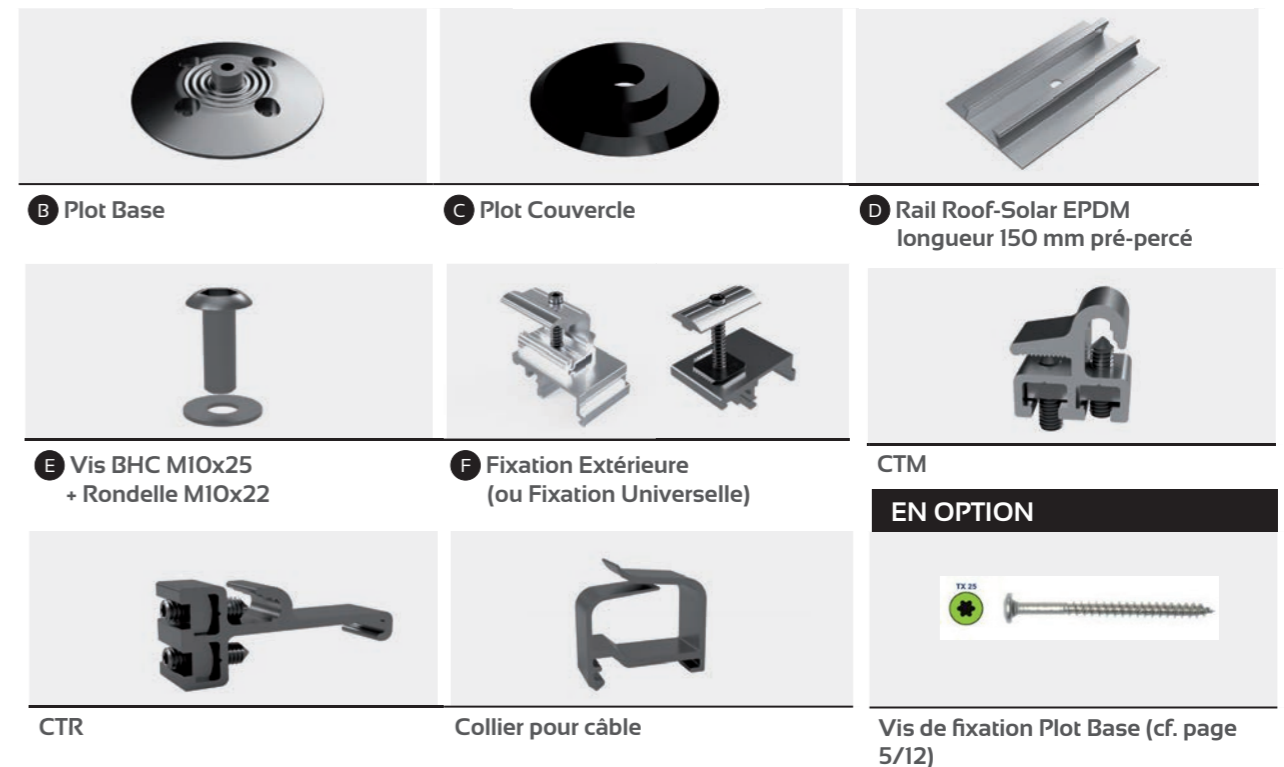 B Plot Base
C Plot Couvercle
D Rail Roof-Solar EPDM
longueur 150 mm pré-percé
E Vis BHC M10x25
+ Rondelle M10x22
F Fixation Extérieure
(ou Fixation Universelle)
CTM
EN OPTION
TX 25
CTR
Collier pour câble
Vis de fixation Plot Base (cf. page
5/12)